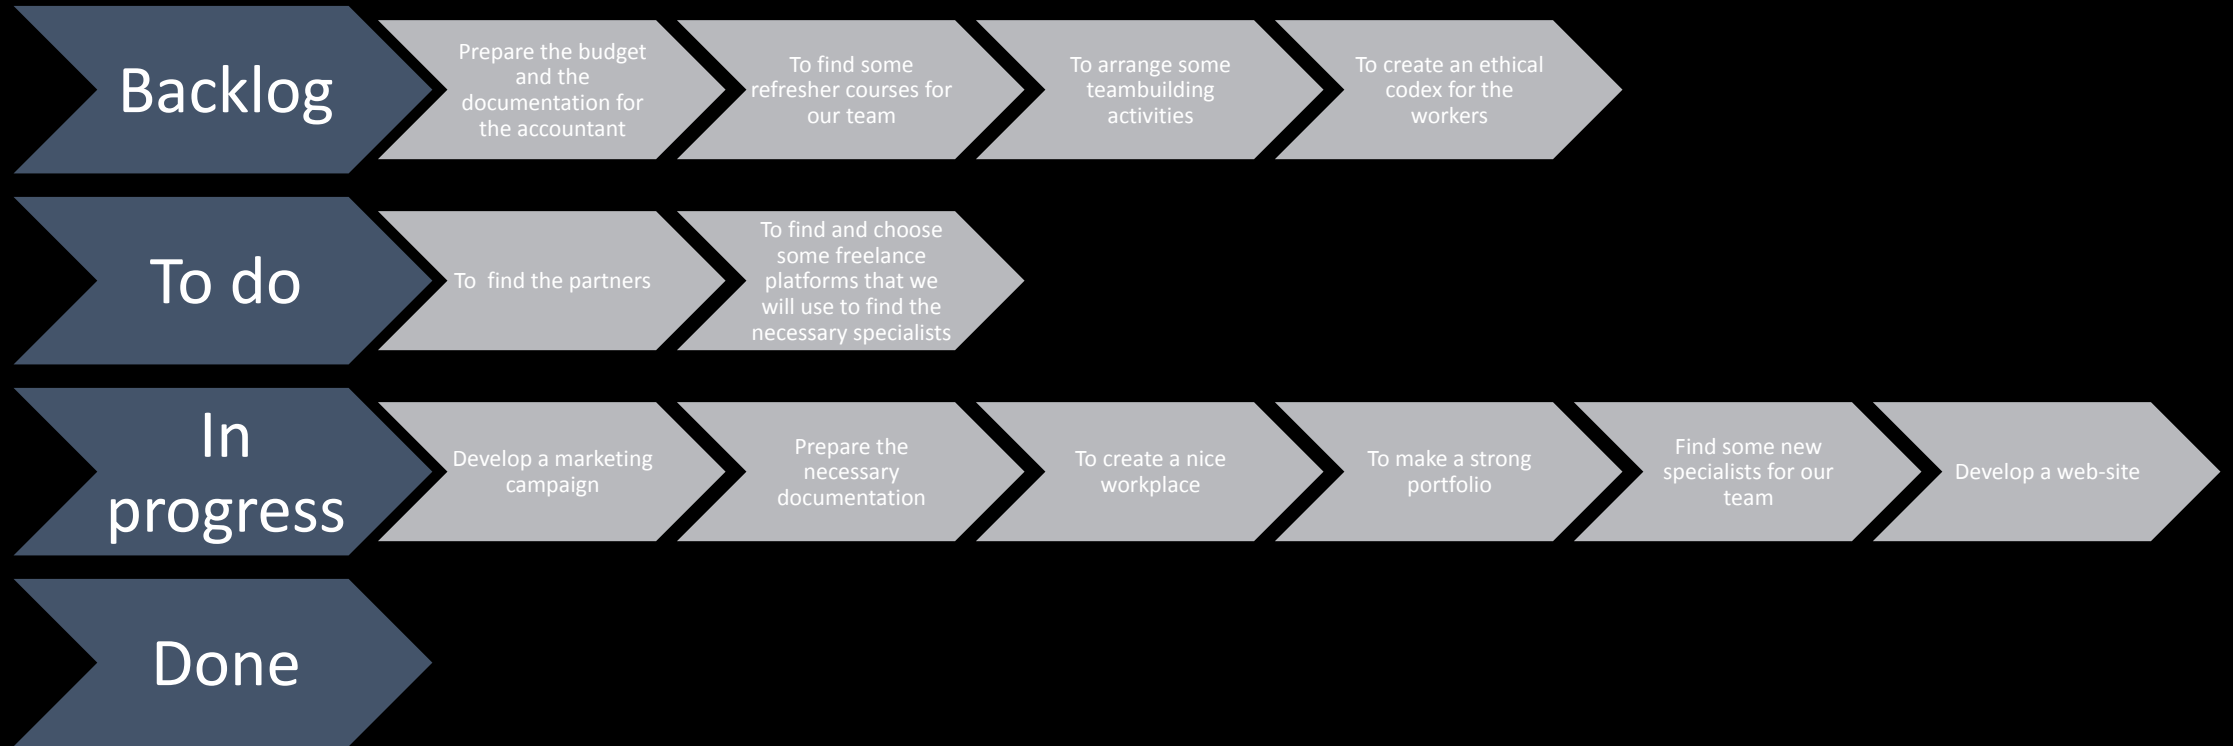 Backlog
Prepare the budget
and the
documentation for
the accountant
To find some
refresher courses for
our team
To arrange some
teambuilding
activities
To create an ethical
codex for the
workers
To do
To  find the partners
To find and choose
some freelance
platforms that we
will use to find the
necessary specialists
In
progress
Develop a marketing
campaign
Prepare the
necessary
documentation
To create a nice
workplace
To make a strong
portfolio
Find some new
specialists for our
team
Develop a web-site
Done